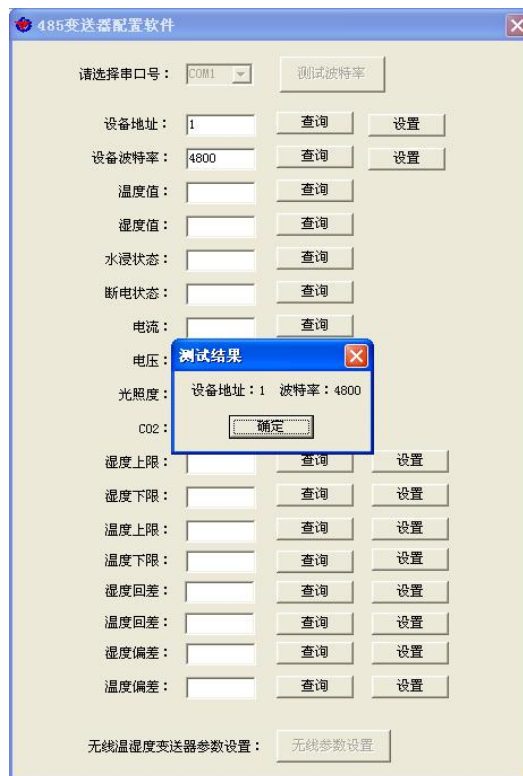 485变送器配置软件
请选择串口号： COM1 测试波特率
设备地址： 1 查询 设置
设备波特率： 4800 查询 设置
温度值： 查询
湿度值： 查询
水浸状态： 查询
断电状态： 查询
电流： 查询
电压：
测试结果
光照度：
设备地址：1 波特率：4800
CO2：
确定
湿度上限： 查询 设置
湿度下限： 查询 设置
温度上限： 查询 设置
温度下限： 查询 设置
湿度回差： 查询 设置
温度回差： 查询 设置
湿度偏差： 查询 设置
温度偏差： 查询 设置
无线温湿度变送器参数设置： 无线参数设置